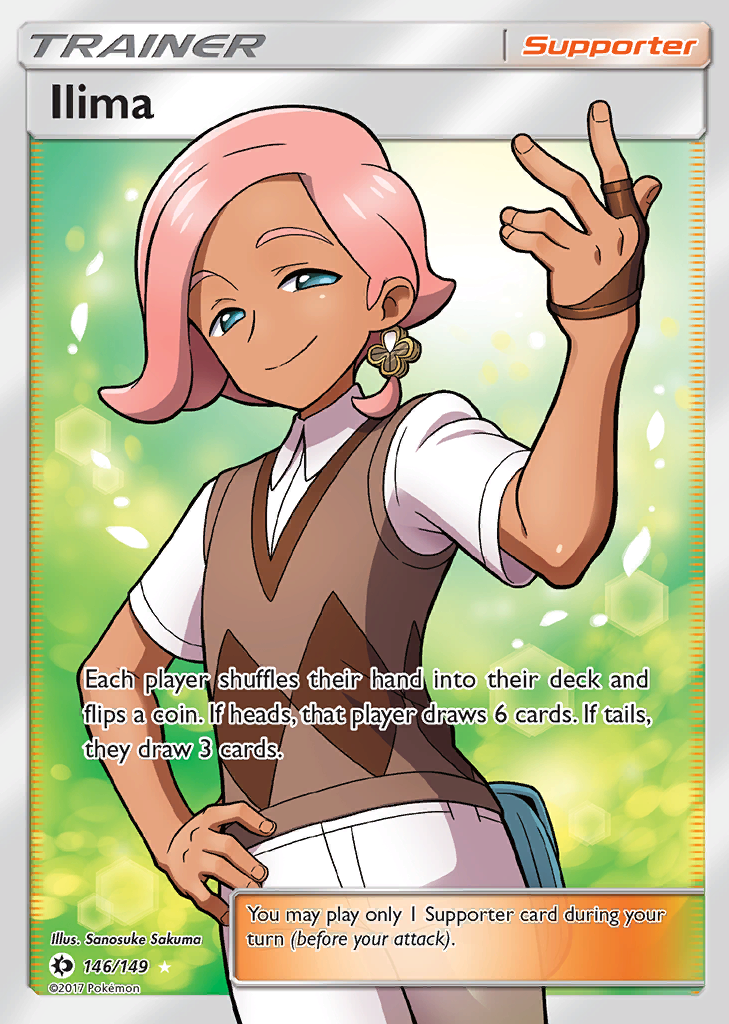 TRAINER
Supporter
Ilima
Each player shuffles their hand into their deck and
flips a coin. If heads, that player draws 6 cards. If tails,
they draw 3 cards.
You may play only 1 Supporter card during your
turn (before your attack).
Illus. Sanosuke Sakuma
146/149
©2017 Pokémon